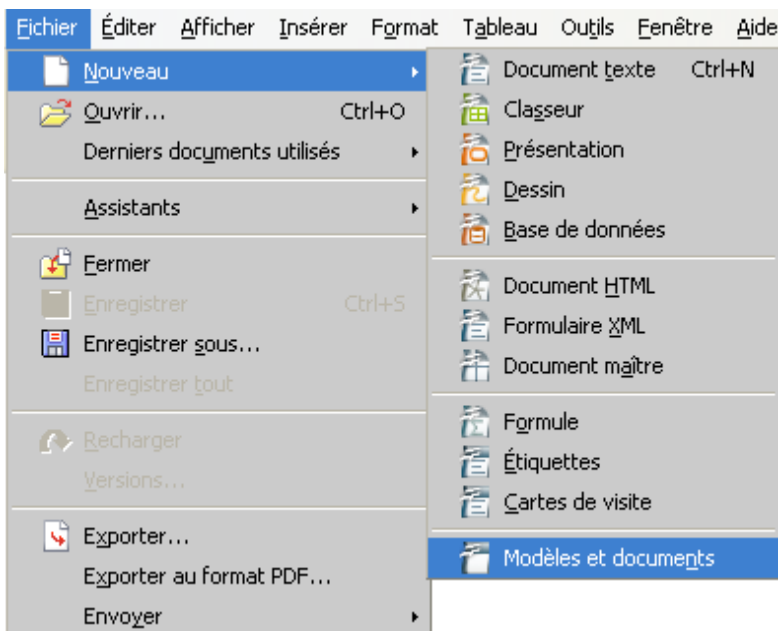 Fichier Éditer Afficher Insérer Format Tableau Outils Fenêtre Aide
Nouveau
Ouvrir... Ctrl+O
Derniers documents utilisés
Assistants
Fermer
Enregistrer Ctrl+S
Enregistrer sous...
Enregistrer tout
Recharger
Versions...
Exporter...
Exporter au format PDF...
Envoyer
Document texte Ctrl+N
Classeur
Présentation
Dessin
Base de données
Document HTML
Formulaire XML
Document maître
Formule
Étiquettes
Cartes de visite
Modèles et documents